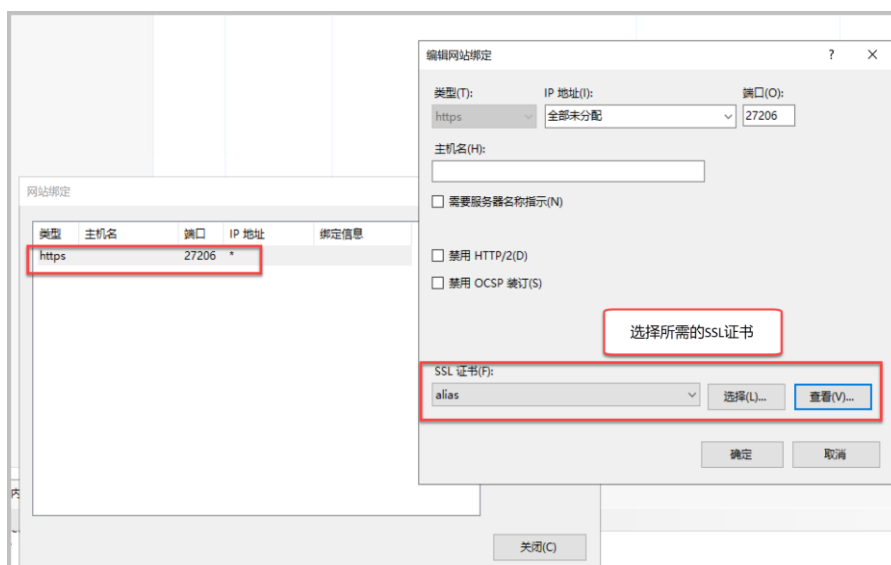 编辑网站绑定 ? ×
类型(T): IP 地址(I): 端口(O):
https 全部未分配 27206
主机名(H):
需要服务器名称指示(N)
禁用 HTTP/2(D)
禁用 OCSP 装订(S)
选择所需的SSL证书
SSL 证书(F):
alias 选择(L)... 查看(V)...
确定 取消
网站绑定
类型 主机名 端口 IP 地址 绑定信息
https 27206 *
关闭(C)
内